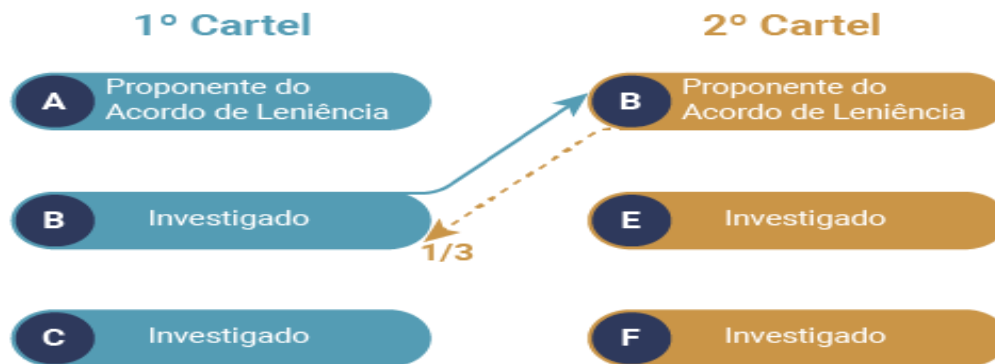 1º Cartel
A
Proponente do
Acordo de Leniência
B
Investigado
1/3
C
Investigado
2º Cartel
B
Proponente do
Acordo de Leniência
E
Investigado
F
Investigado